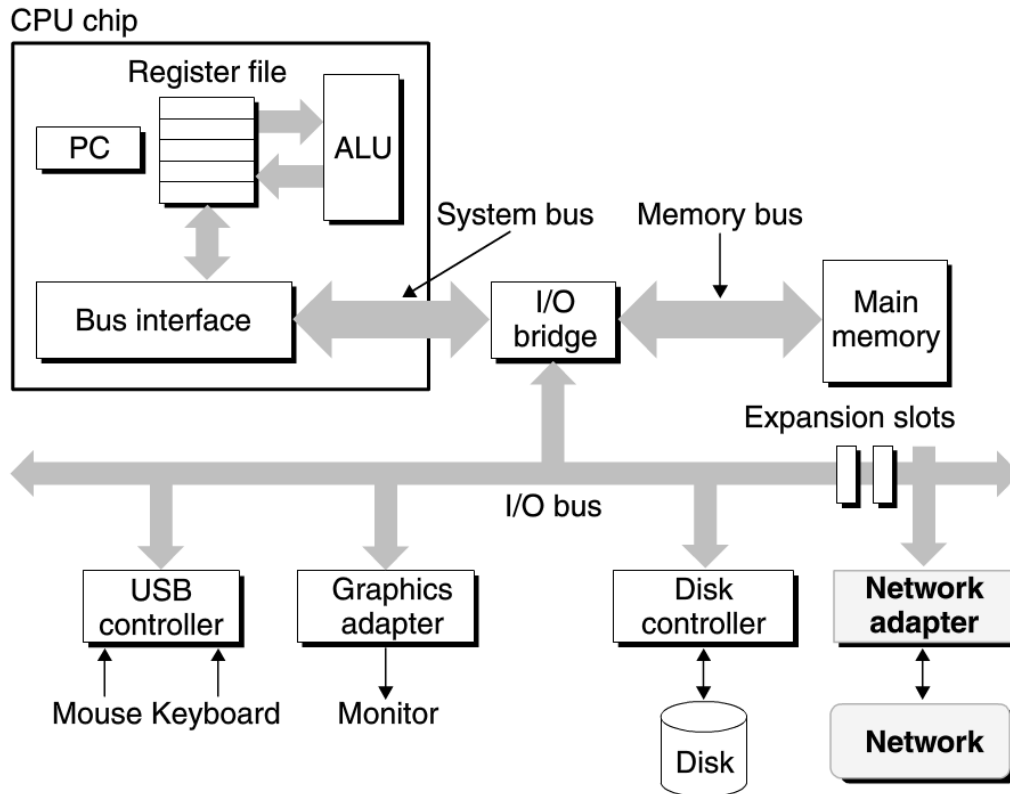 CPU chip
Register file
PC
ALU
System bus
Memory bus
Bus interface
I/O
bridge
Main
memory
Expansion slots
I/O bus
USB
controller
Graphics
adapter
Disk
controller
Network
adapter
Mouse Keyboard
Monitor
Disk
Network